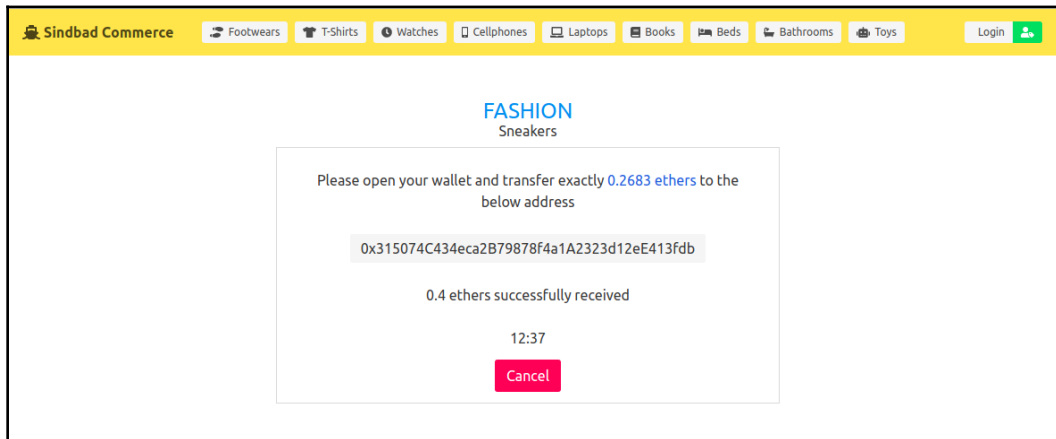 Sindbad Commerce Footwears T-Shirts Watches Cellphones Laptops Books Beds Bathrooms Toys Login
FASHION
Sneakers
Please open your wallet and transfer exactly 0.2683 ethers to the
below address
0x315074C434eca2B79878f4a1A2323d12eE413fdb
0.4 ethers successfully received
12:37
Cancel